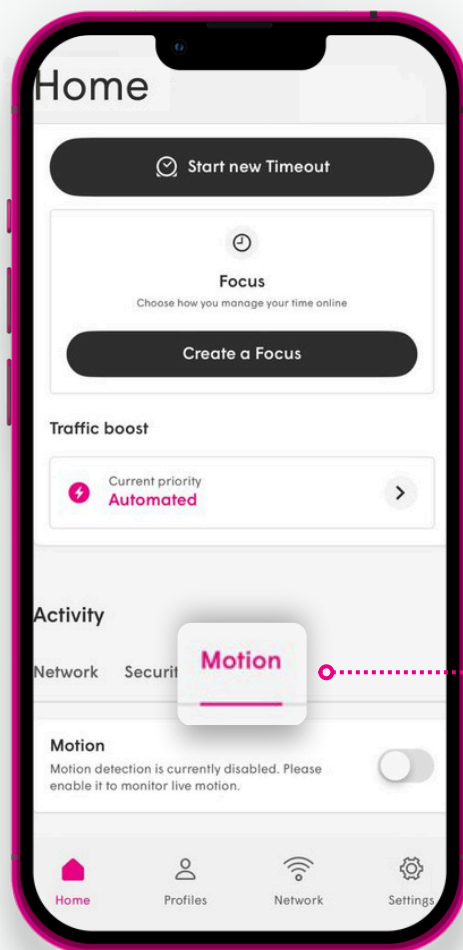 Home
Start new Timeout
Focus
Choose how you manage your time online
Create a Focus
Traffic boost
Current priority
Automated
Activity
Network Securit Motion
Motion
Motion detection is currently disabled. Please
enable it to monitor live motion.
Home Profiles Network Settings